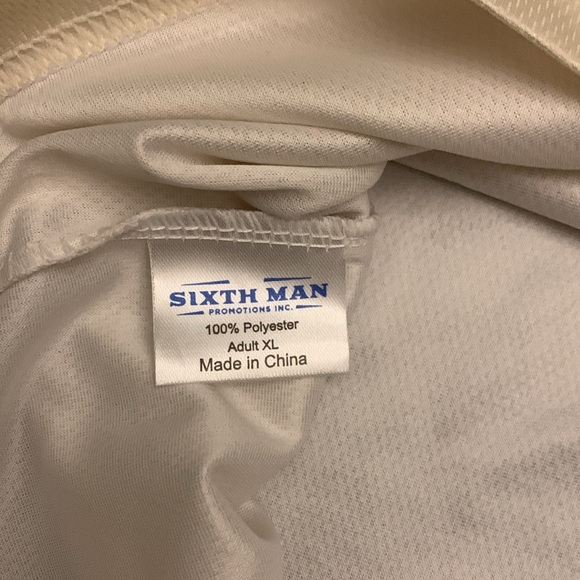 SIXTH MAN
PROMOTIONS INC.
100% Polyester
Adult XL
Made in China